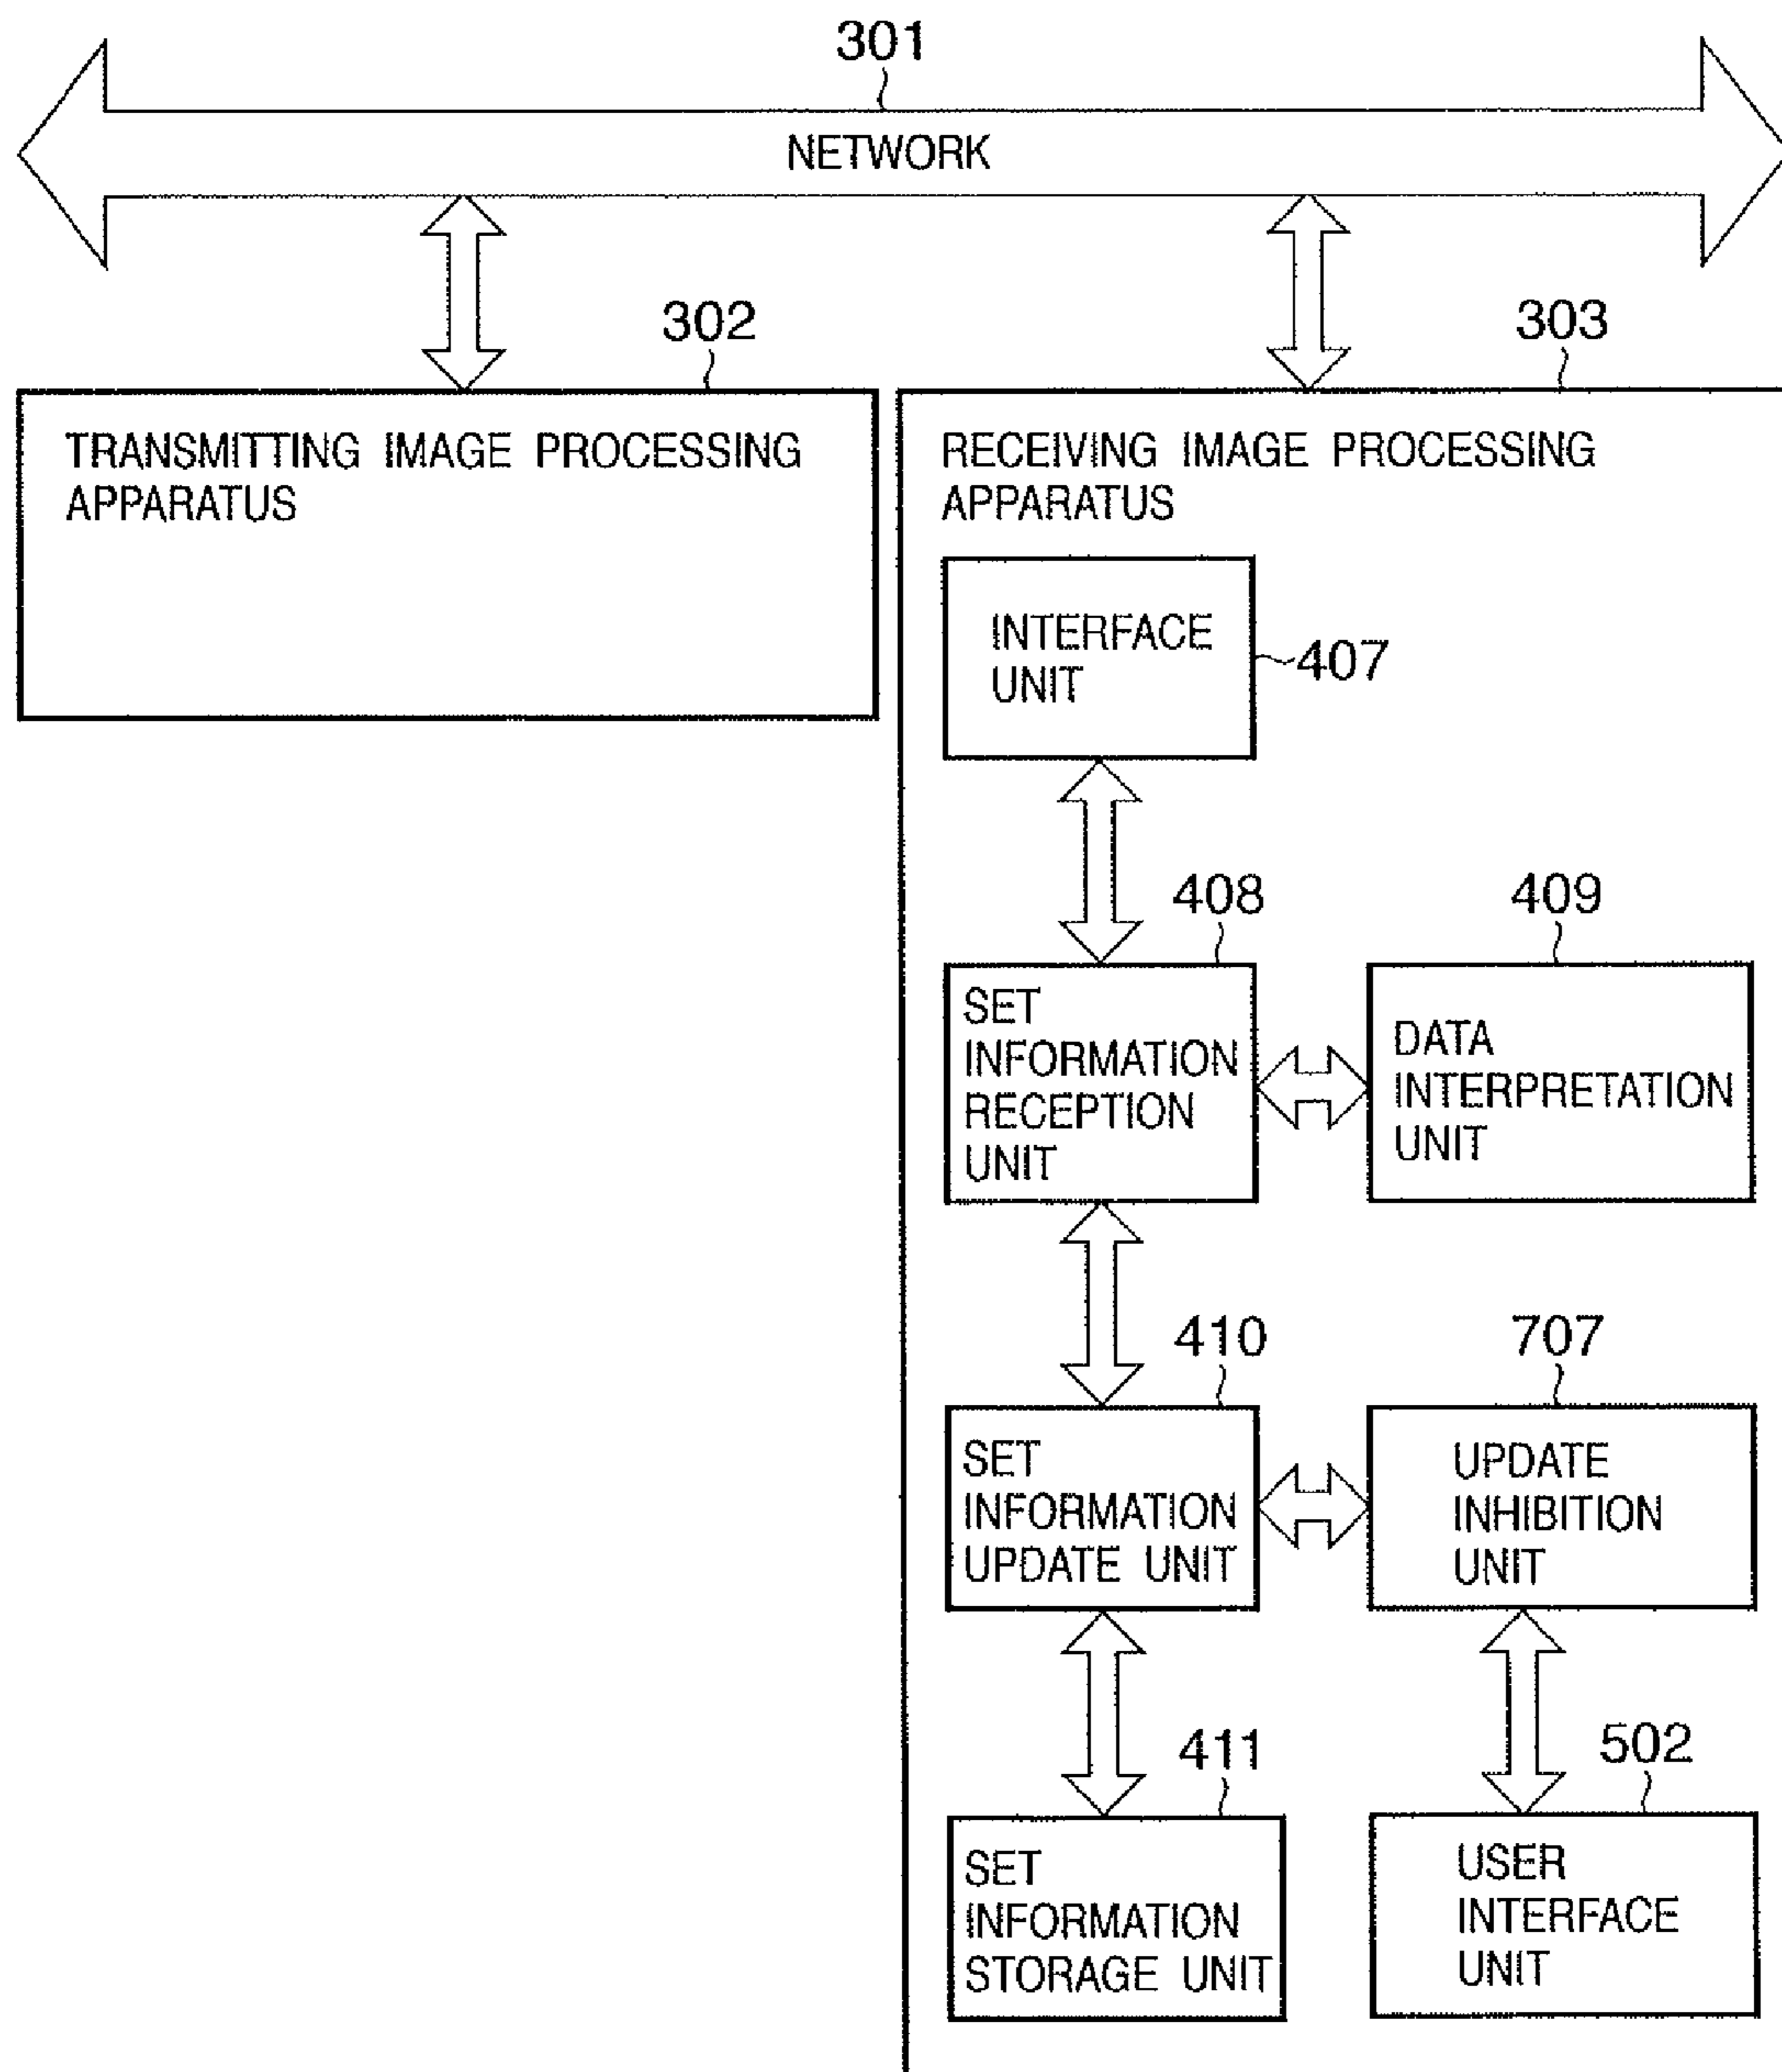 301
NETWORK
302
303
TRANSMITTING IMAGE PROCESSING
APPARATUS
RECEIVING IMAGE PROCESSING
APPARATUS
INTERFACE
UNIT
407
408
409
SET
INFORMATION
RECEPTION
UNIT
DATA
INTERPRETATION
UNIT
410
707
SET
INFORMATION
UPDATE UNIT
UPDATE
INHIBITION
UNIT
411
502
SET
INFORMATION
STORAGE UNIT
USER
INTERFACE
UNIT